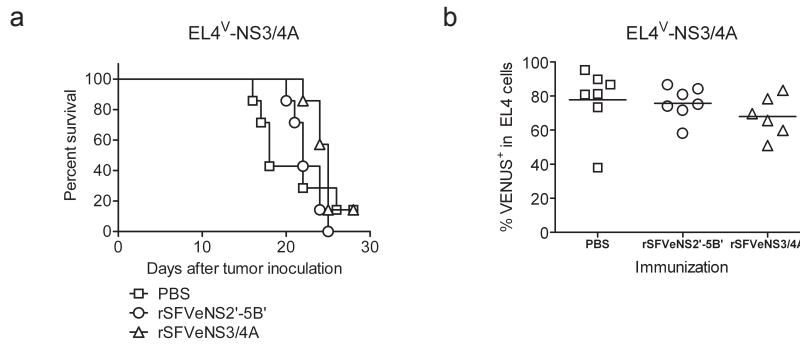 a
EL4V-NS3/4A
Percent survival
100
80
60
40
20
0
0 10 20 30
Days after tumor inoculation
PBS
rSFVeNS2'-5B'
rSFVeNS3/4A
b
EL4V-NS3/4A
% VENUS+ in EL4 cells
100
80
60
40
20
0
PBS rSFVeNS2'-5B' rSFVeNS3/4A
Immunization